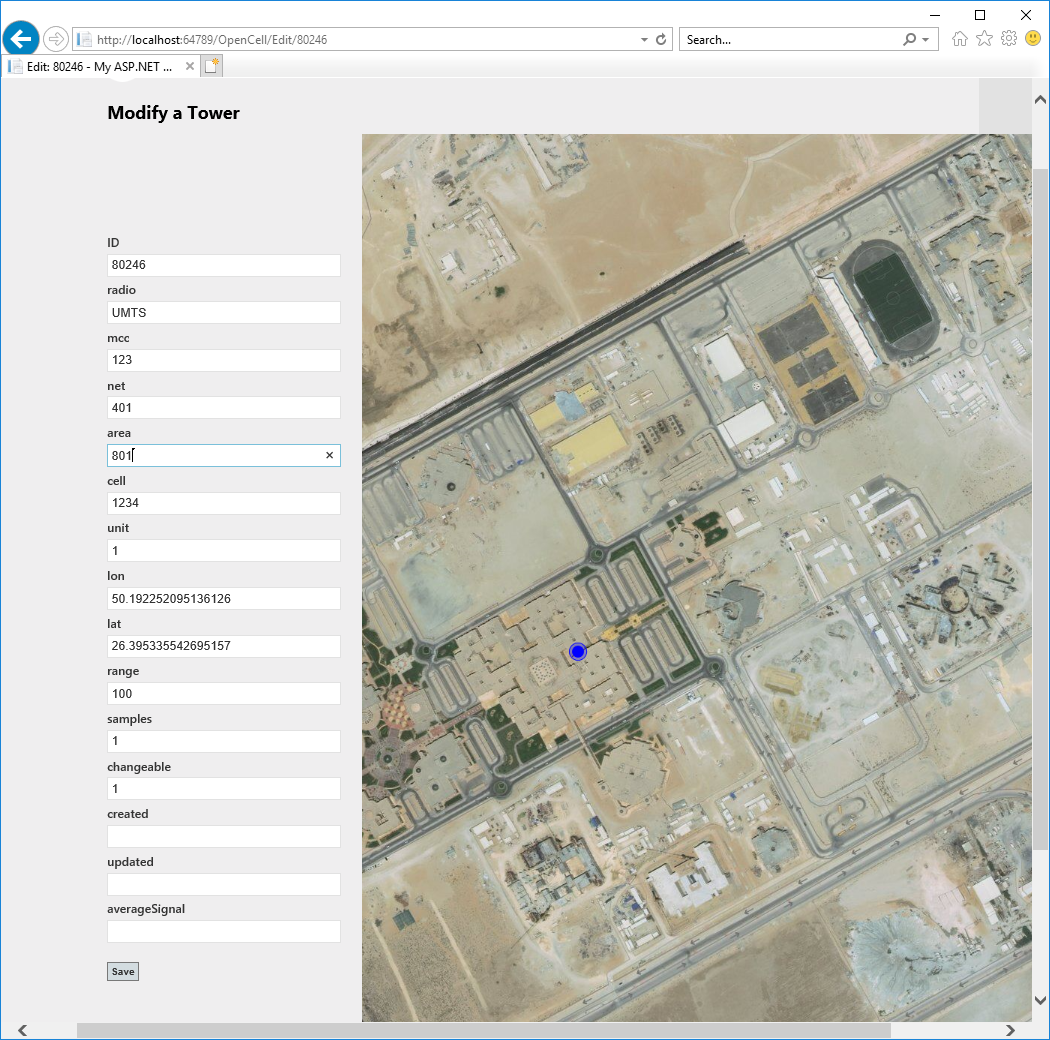 http://localhost:64789/OpenCell/Edit/80246
Search...
Edit: 80246 - My ASP.NET ...
Modify a Tower
ID
80246
radio
UMTS
mcc
123
net
401
area
801
cell
1234
unit
1
lon
50.192252095136126
lat
26.395335542695157
range
100
samples
1
changeable
1
created
updated
averageSignal
Save